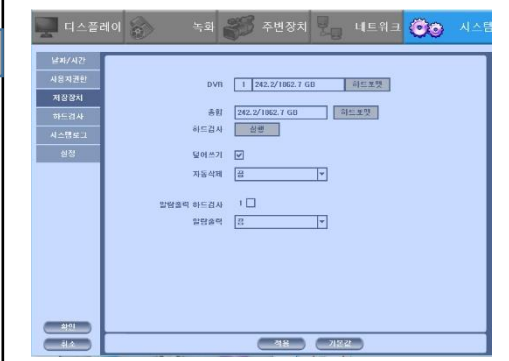 디스플레이 녹화 주변장치 네트워크 시스템
날짜/시간
사용자권한
저장장치
하드검사
시스템로그
설정
DVR 1 242.2/1862.7 GB 하드포맷
총합 242.2/1862.7 GB 하드포맷
하드검사 실행
덮어쓰기
자동삭제 끔
알람출력 하드검사 1
알람출력 끔
확인
취소
적용 기본값